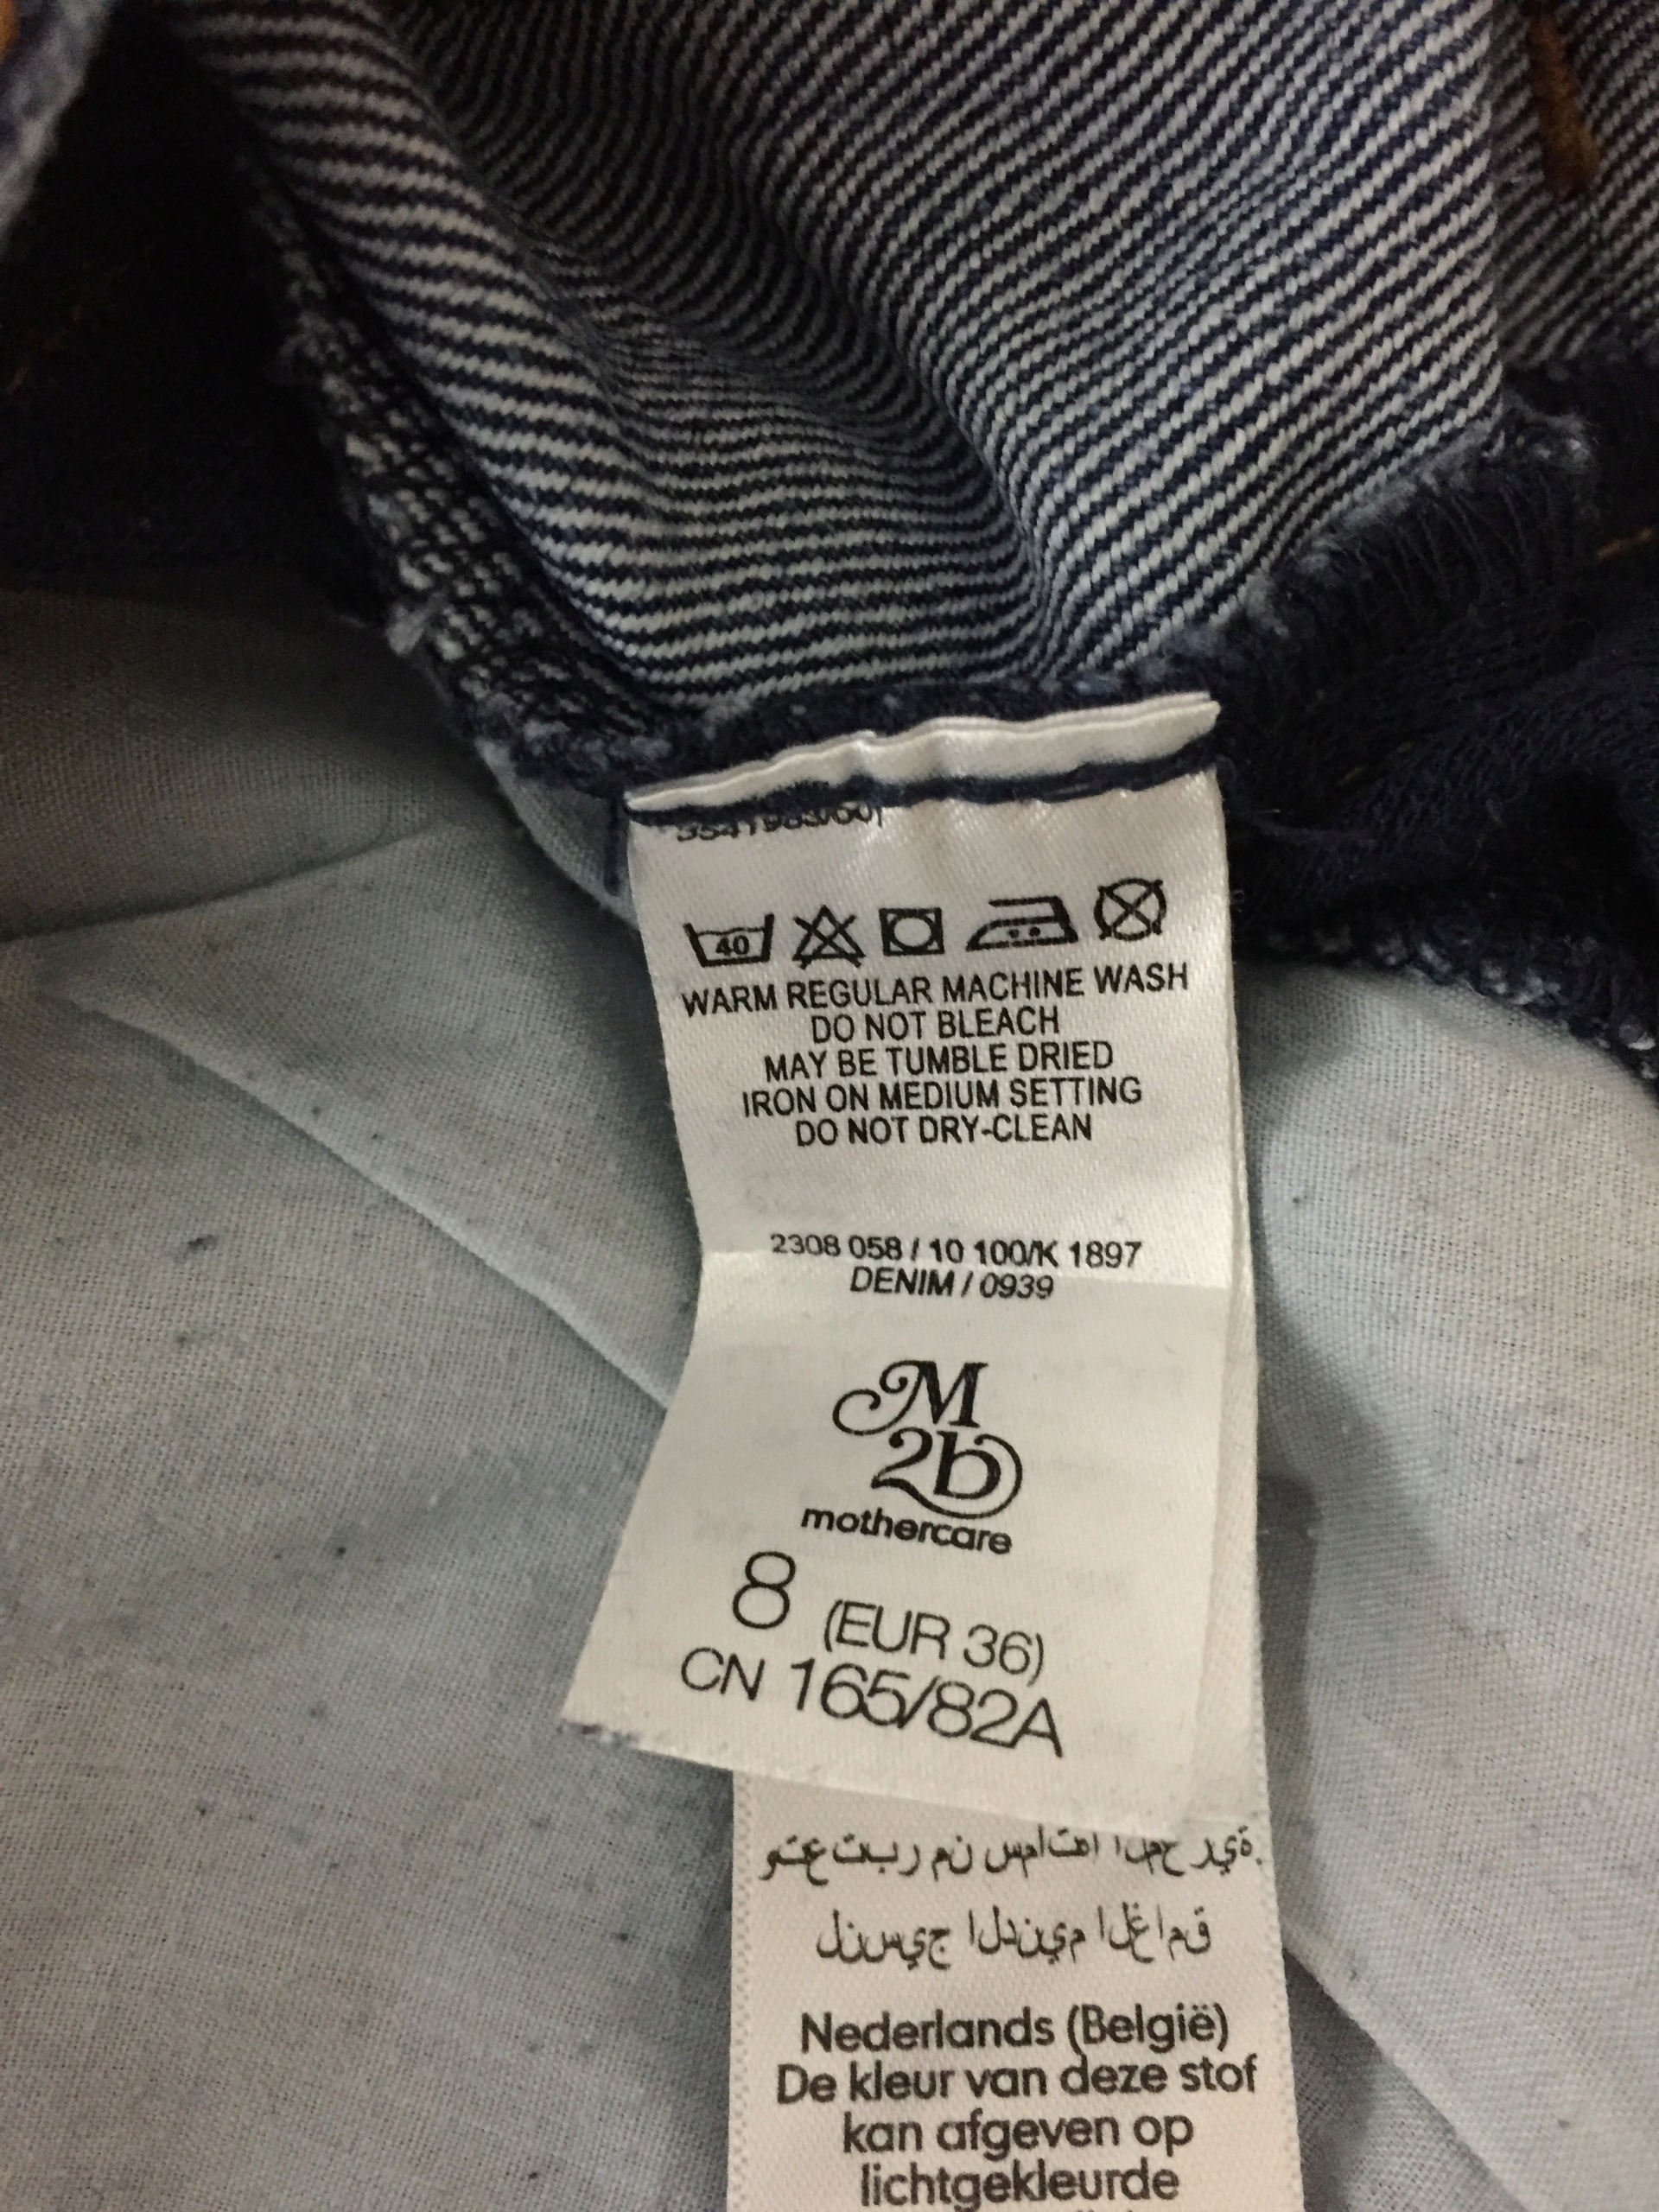 40
WARM REGULAR MACHINE WASH
DO NOT BLEACH
MAY BE TUMBLE DRIED
IRON ON MEDIUM SETTING
DO NOT DRY-CLEAN
2308 058 / 10 100/K 1897
DENIM / 0939
M
2b
mothercare
8 (EUR 36)
CN 165/82A
Nederlands (België)
De kleur van deze stof
kan afgeven op
lichtgekleurde